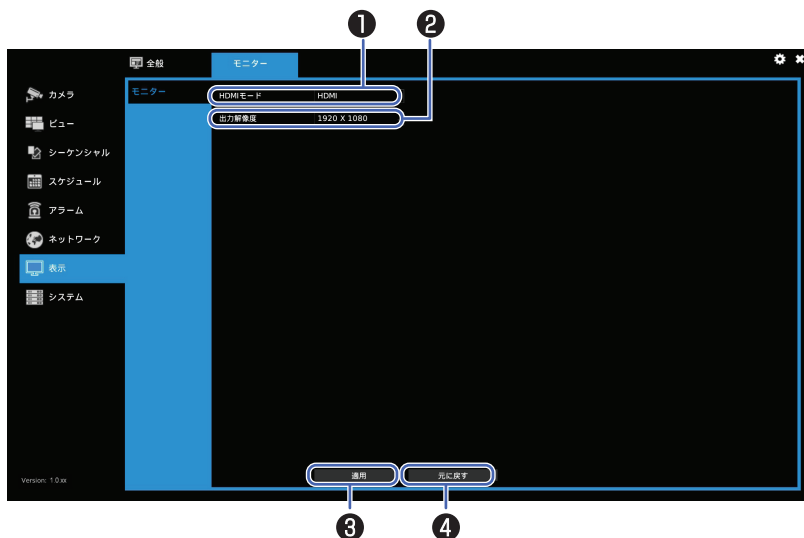 ❶ ❷
全般 モニター
カメラ
ビュー
シーケンシャル
スケジュール
アラーム
ネットワーク
表示
システム
Version: 1.0.xx
モニター
HDMIモード HDMI
出力解像度 1920 X 1080
適用 元に戻す
❸ ❹